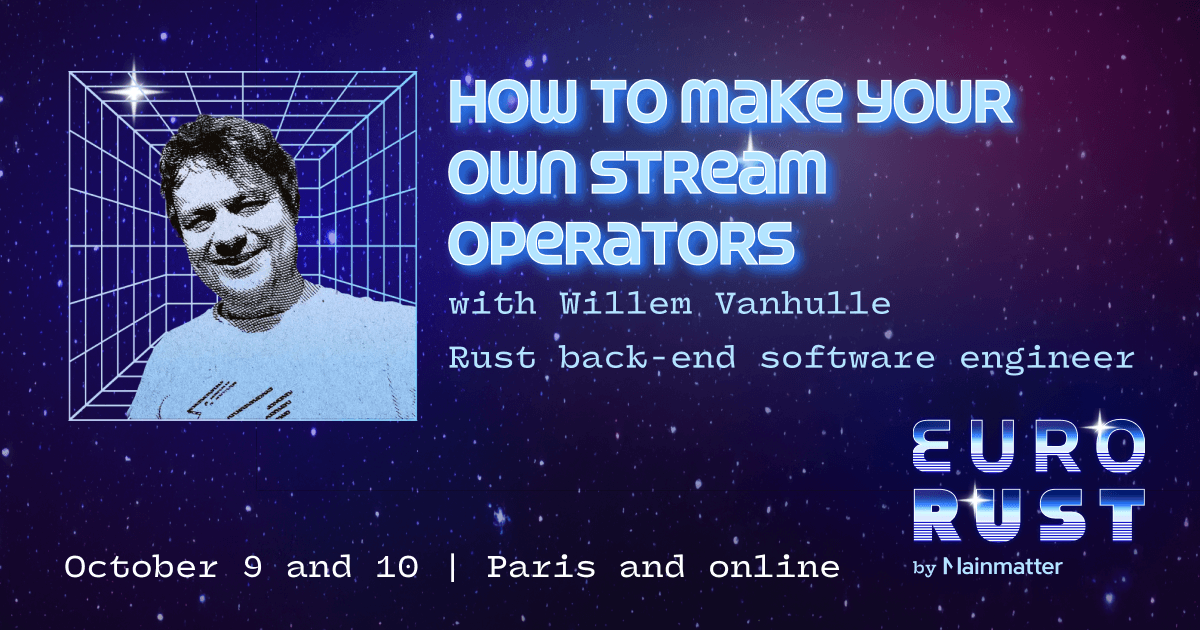 How to make your
own stream
operators
with Willem Vanhulle
Rust back-end software engineer
EURO
RUST
by Mainmatter
October 9 and 10 | Paris and online